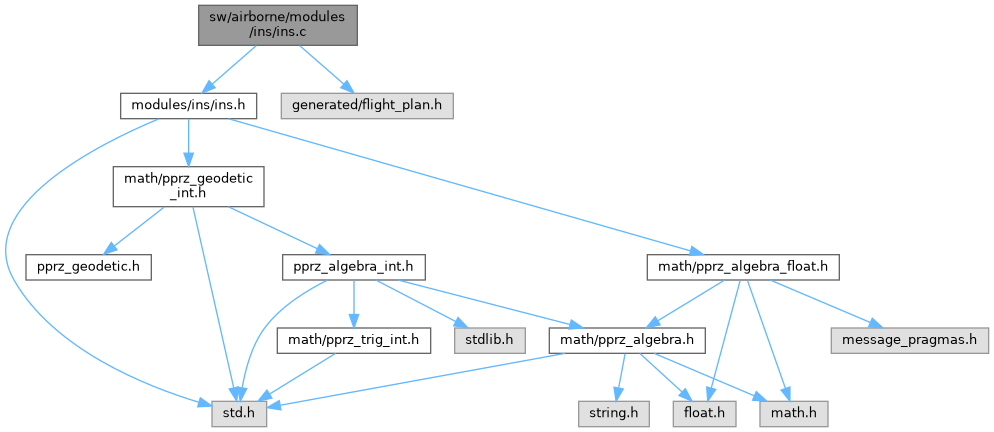 sw/airborne/modules
/ins/ins.c
modules/ins/ins.h
generated/flight_plan.h
math/pprz_geodetic
_int.h
pprz_geodetic.h
pprz_algebra_int.h
math/pprz_algebra_float.h
math/pprz_trig_int.h
stdlib.h
math/pprz_algebra.h
message_pragmas.h
std.h
string.h
float.h
math.h